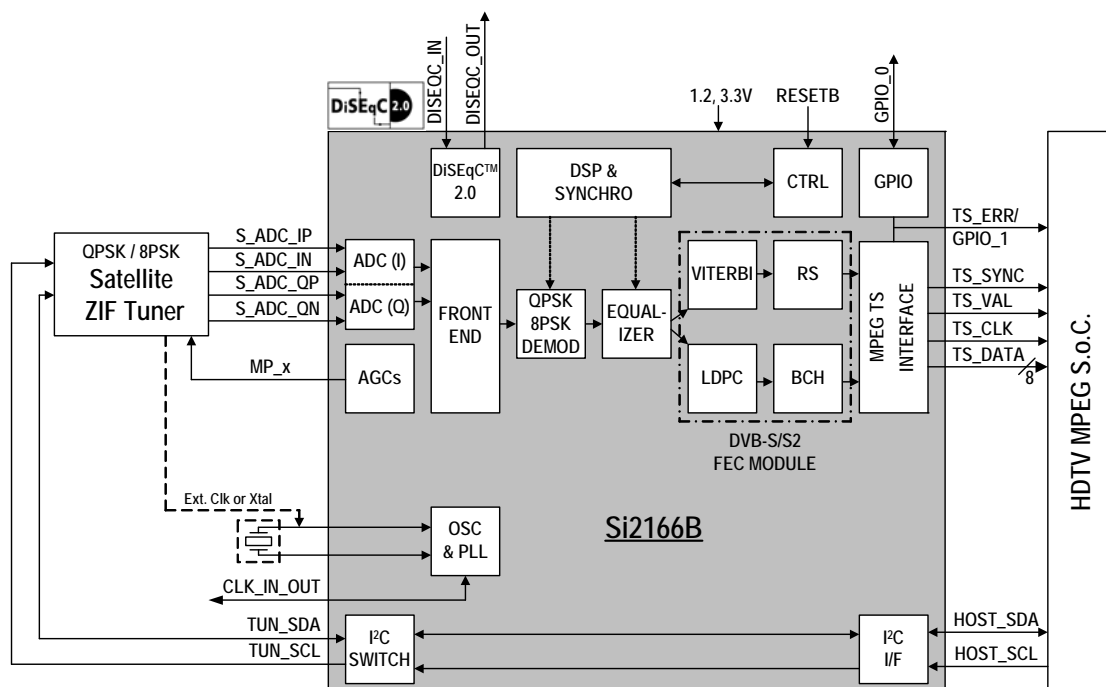 DISEQC_IN
DISEQC_OUT
DiSEqC 2.0
1.2, 3.3V
RESETB
GPIO_0
DiSEqC™
2.0
DSP &
SYNCHRO
CTRL
GPIO
TS_ERR/
GPIO_1
QPSK / 8PSK
Satellite
ZIF Tuner
S_ADC_IP
S_ADC_IN
S_ADC_QP
S_ADC_QN
ADC (I)
ADC (Q)
FRONT
END
QPSK
8PSK
DEMOD
EQUAL-
IZER
VITERBI
RS
LDPC
BCH
MPEG TS
INTERFACE
TS_SYNC
TS_VAL
TS_CLK
TS_DATA
8
MP_x
AGCs
DVB-S/S2
FEC MODULE
HDTV MPEG S.o.C.
Ext. Clk or Xtal
OSC
& PLL
Si2166B
CLK_IN_OUT
TUN_SDA
TUN_SCL
I²C
SWITCH
I²C
I/F
HOST_SDA
HOST_SCL